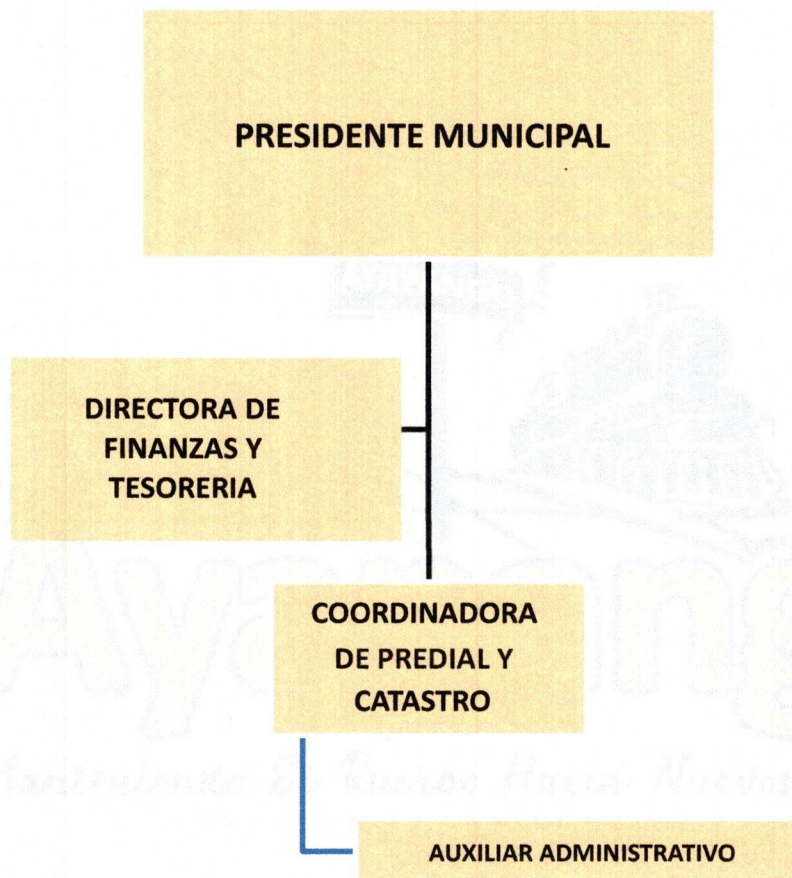 PRESIDENTE MUNICIPAL
DIRECTORA DE
FINANZAS Y
TESORERIA
COORDINADORA
DE PREDIAL Y
CATASTRO
AUXILIAR ADMINISTRATIVO